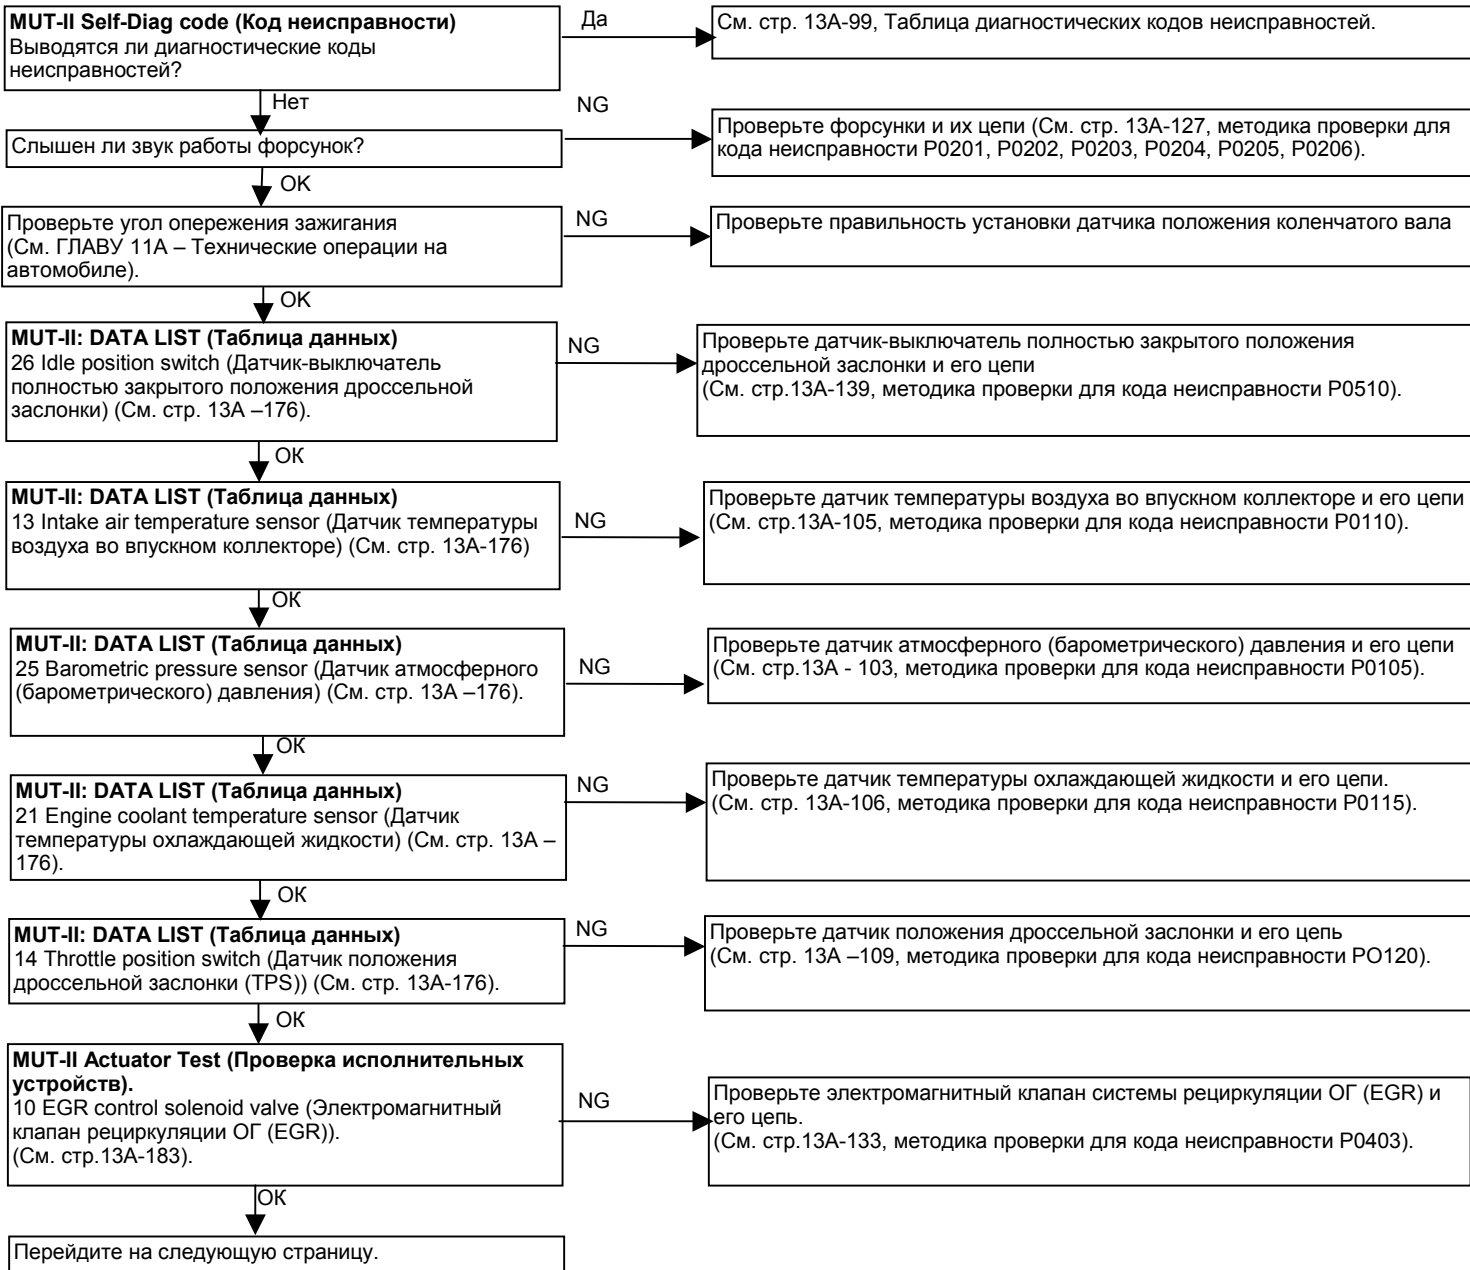 MUT-II Self-Diag code (Код неисправности)
Выводятся ли диагностические коды
неисправностей?
Да
См. стр. 13А-99, Таблица диагностических кодов неисправностей.
Нет
NG
Слышен ли звук работы форсунок?
Проверьте форсунки и их цепи (См. стр. 13А-127, методика проверки для
кода неисправности P0201, P0202, P0203, P0204, P0205, P0206).
OK
Проверьте угол опережения зажигания
(См. ГЛАВУ 11А – Технические операции на
автомобиле).
NG
Проверьте правильность установки датчика положения коленчатого вала
OK
MUT-II: DATA LIST (Таблица данных)
26 Idle position switch (Датчик-выключатель
полностью закрытого положения дроссельной
заслонки) (См. стр. 13А –176).
NG
Проверьте датчик-выключатель полностью закрытого положения
дроссельной заслонки и его цепи
(См. стр.13А-139, методика проверки для кода неисправности P0510).
OK
MUT-II: DATA LIST (Таблица данных)
13 Intake air temperature sensor (Датчик температуры
воздуха во впускном коллекторе) (См. стр. 13А-176)
NG
Проверьте датчик температуры воздуха во впускном коллекторе и его цепи
(См. стр.13А-105, методика проверки для кода неисправности P0110).
OK
MUT-II: DATA LIST (Таблица данных)
25 Barometric pressure sensor (Датчик атмосферного
(барометрического) давления) (См. стр. 13А –176).
NG
Проверьте датчик атмосферного (барометрического) давления и его цепи
(См. стр.13А - 103, методика проверки для кода неисправности P0105).
OK
MUT-II: DATA LIST (Таблица данных)
21 Engine coolant temperature sensor (Датчик
температуры охлаждающей жидкости) (См. стр. 13А –
176).
NG
Проверьте датчик температуры охлаждающей жидкости и его цепи.
(См. стр. 13А-106, методика проверки для кода неисправности P0115).
OK
MUT-II: DATA LIST (Таблица данных)
14 Throttle position switch (Датчик положения
дроссельной заслонки (TPS)) (См. стр. 13А-176).
NG
Проверьте датчик положения дроссельной заслонки и его цепь
(См. стр. 13А –109, методика проверки для кода неисправности PO120).
OK
MUT-II Actuator Test (Проверка исполнительных
устройств).
10 EGR control solenoid valve (Электромагнитный
клапан рециркуляции ОГ (EGR)).
(См. стр.13А-183).
NG
Проверьте электромагнитный клапан системы рециркуляции ОГ (EGR) и
его цепь.
(См. стр.13А-133, методика проверки для кода неисправности P0403).
OK
Перейдите на следующую страницу.